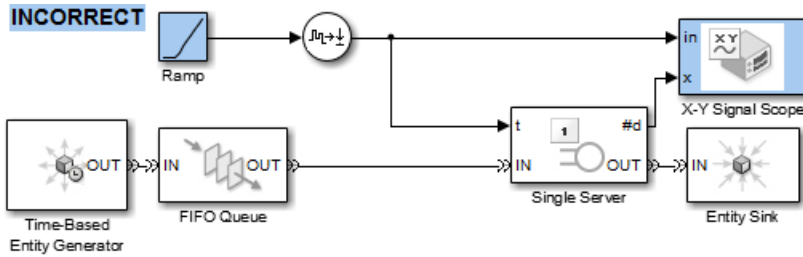 INCORRECT
Ramp
in
XY
x
X-Y Signal Scope
t
1
#d
OUT
IN
OUT
IN
OUT
IN
Time-Based
Entity Generator
FIFO Queue
Single Server
Entity Sink